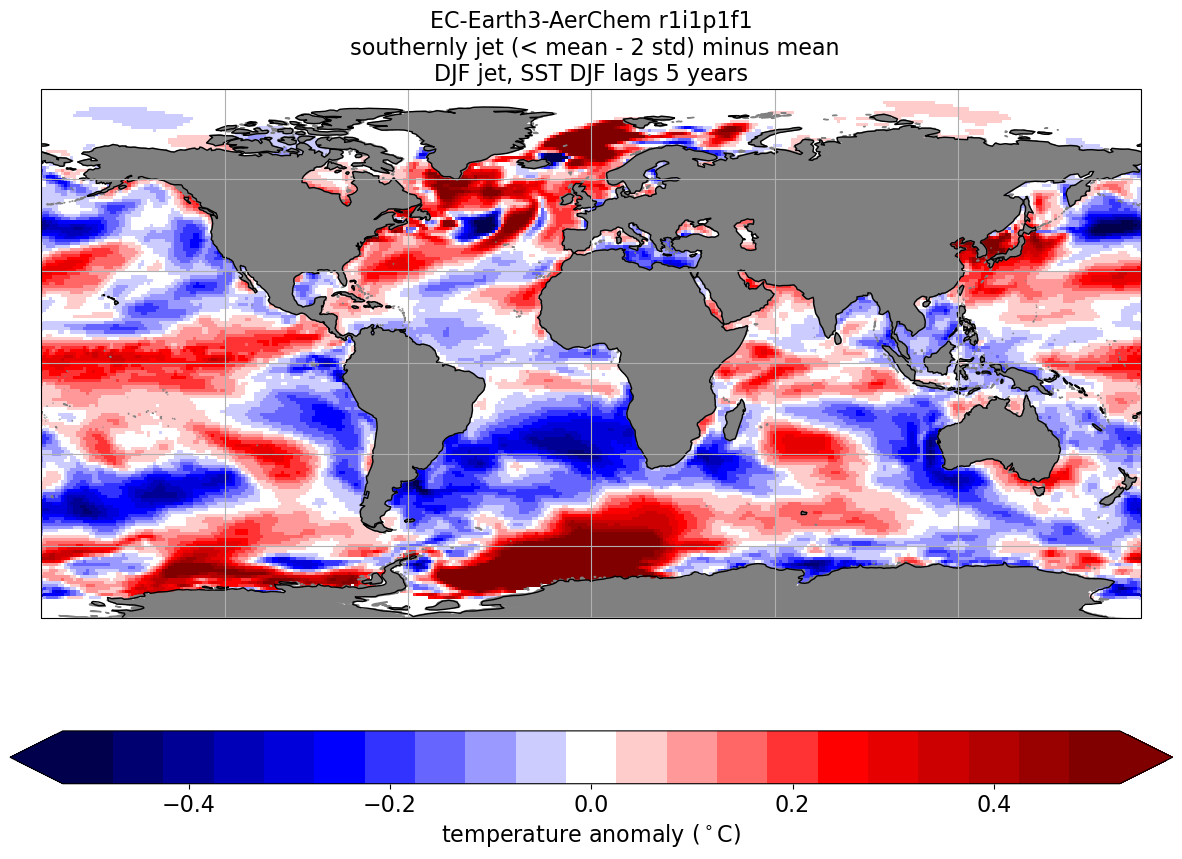 EC-Earth3-AerChem r1i1p1f1
southernly jet (< mean - 2 std) minus mean
DJF jet, SST DJF lags 5 years
−0.4 −0.2 0.0 0.2 0.4
temperature anomaly (°C)